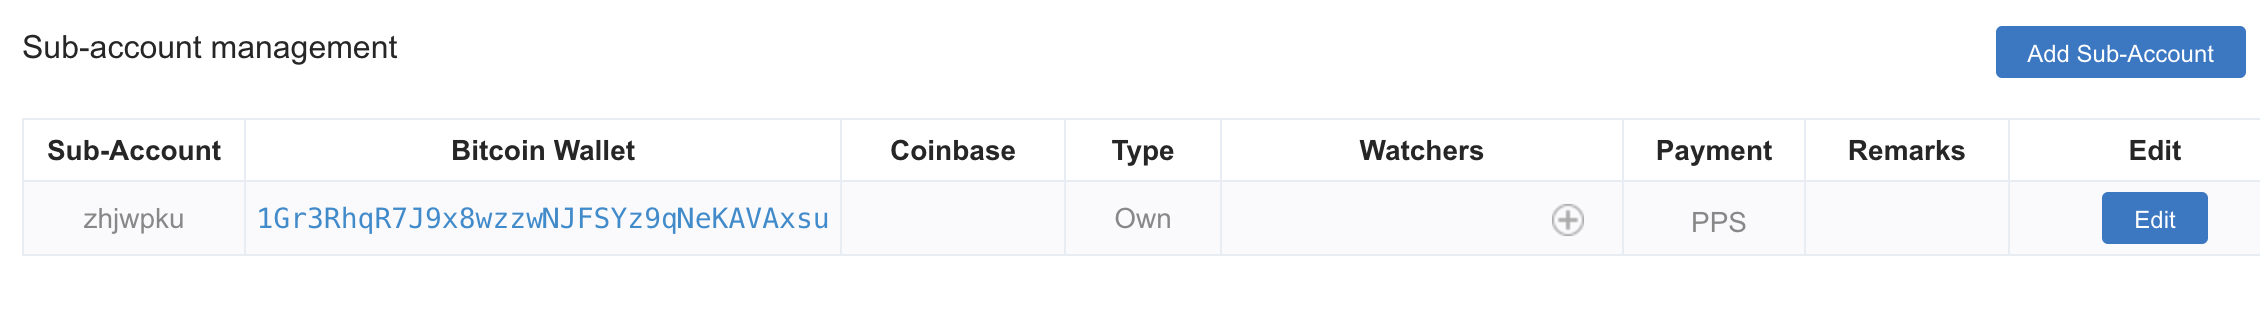 Sub-account management
Add Sub-Account
Sub-Account Bitcoin Wallet Coinbase Type Watchers Payment Remarks Edit
zhjwpku 1Gr3RhqR7J9x8wzzwNJFSYz9qNeKAVAxsu Own PPS Edit